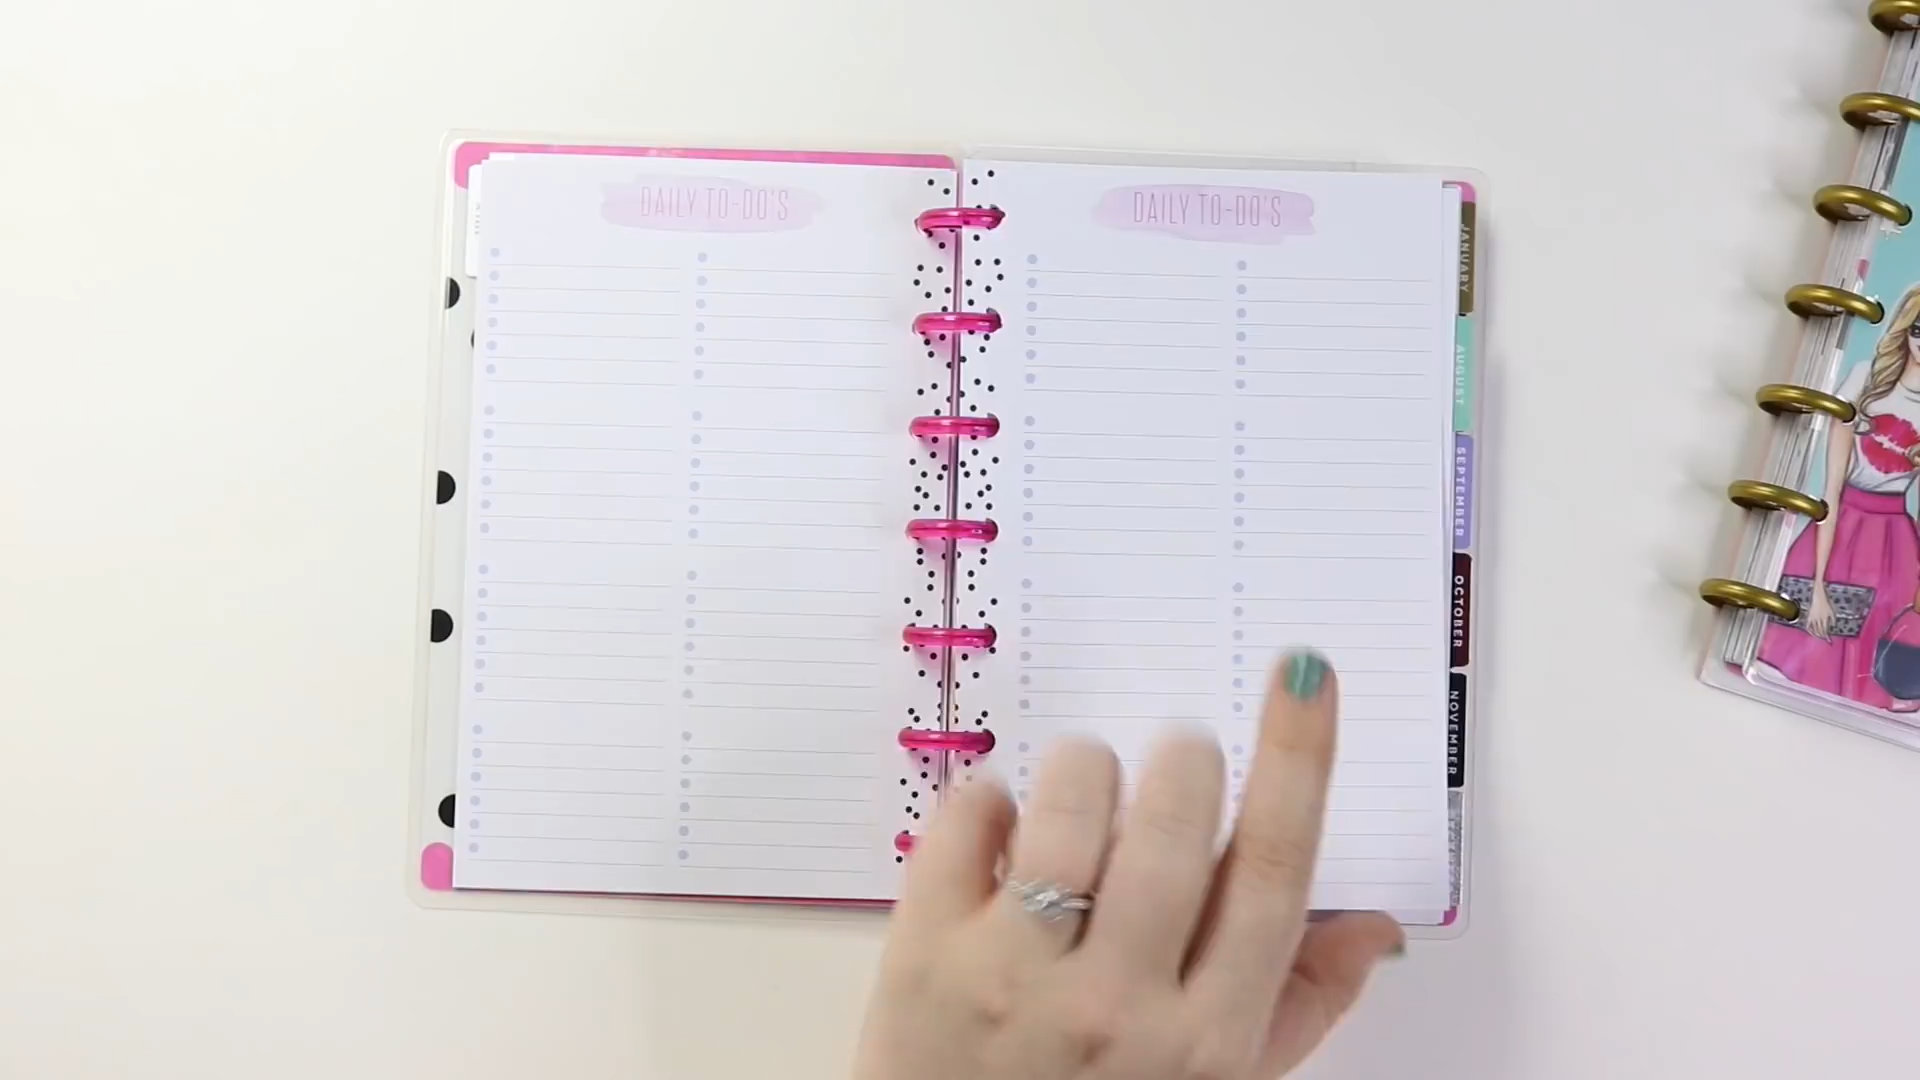 DAILY TO-DO'S
DAILY TO-DO'S
JANUARY
AUGUST
SEPTEMBER
OCTOBER
NOVEMBER